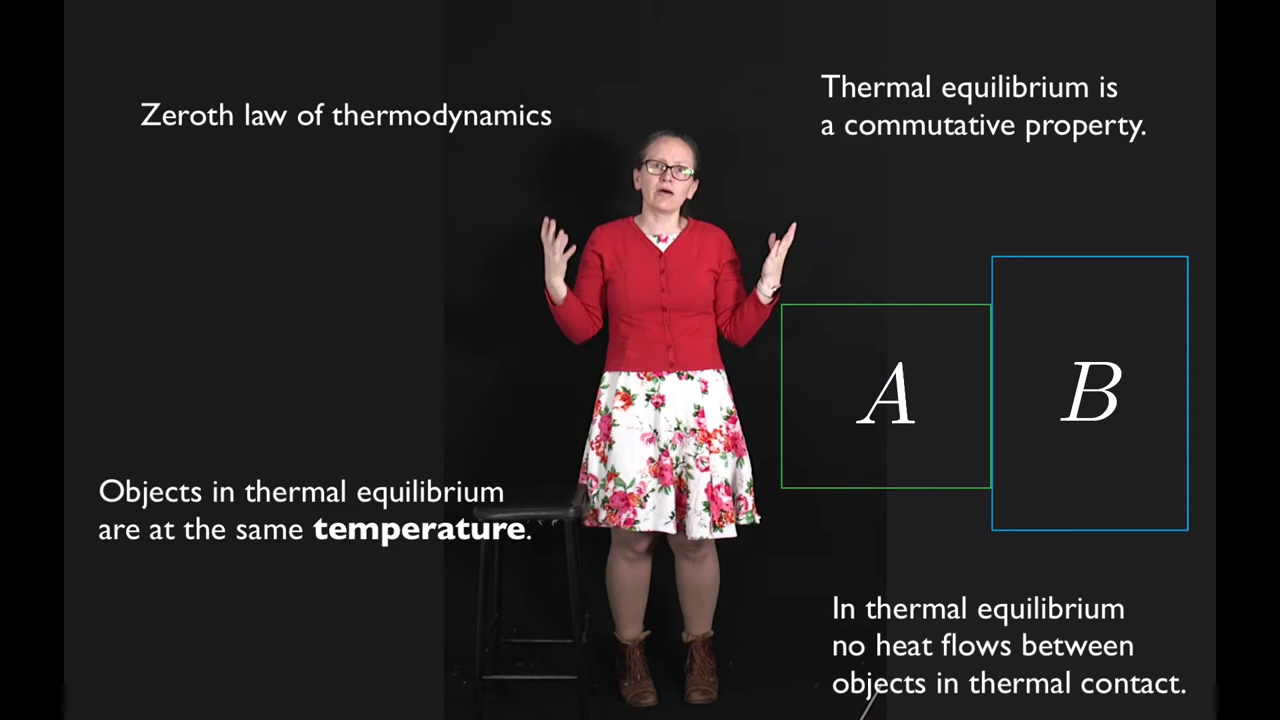 Zeroth law of thermodynamics
Thermal equilibrium is
a commutative property.
A
B
Objects in thermal equilibrium
are at the same temperature.
In thermal equilibrium
no heat flows between
objects in thermal contact.